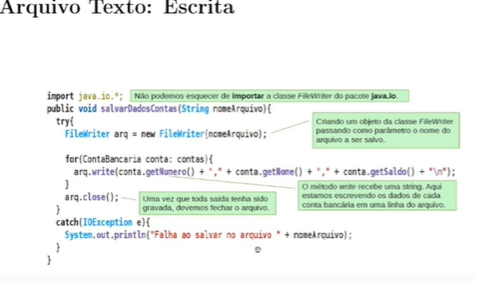 Arquivo Texto: Escrita
import java.io.*;
Não podemos esquecer de importar a classe FileWriter do pacote java.io.
public void salvarDadosContas(String nomeArquivo){
try{
FileWriter arq = new FileWriter(nomeArquivo);
Criando um objeto da classe FileWriter
passando como parâmetro o nome do
arquivo a ser salvo.
for(ContaBancaria conta: contas){
arq.write(conta.getNumero() + "," + conta.getNome() + "," + conta.getSaldo() + "\n");
}
O método write recebe uma string. Aqui
estamos escrevendo os dados de cada
conta bancária em uma linha do arquivo.
arq.close();
Uma vez que toda saída tenha sido
gravada, devemos fechar o arquivo.
}
catch(IOException e){
System.out.println("Falha ao salvar no arquivo " + nomeArquivo);
}
}